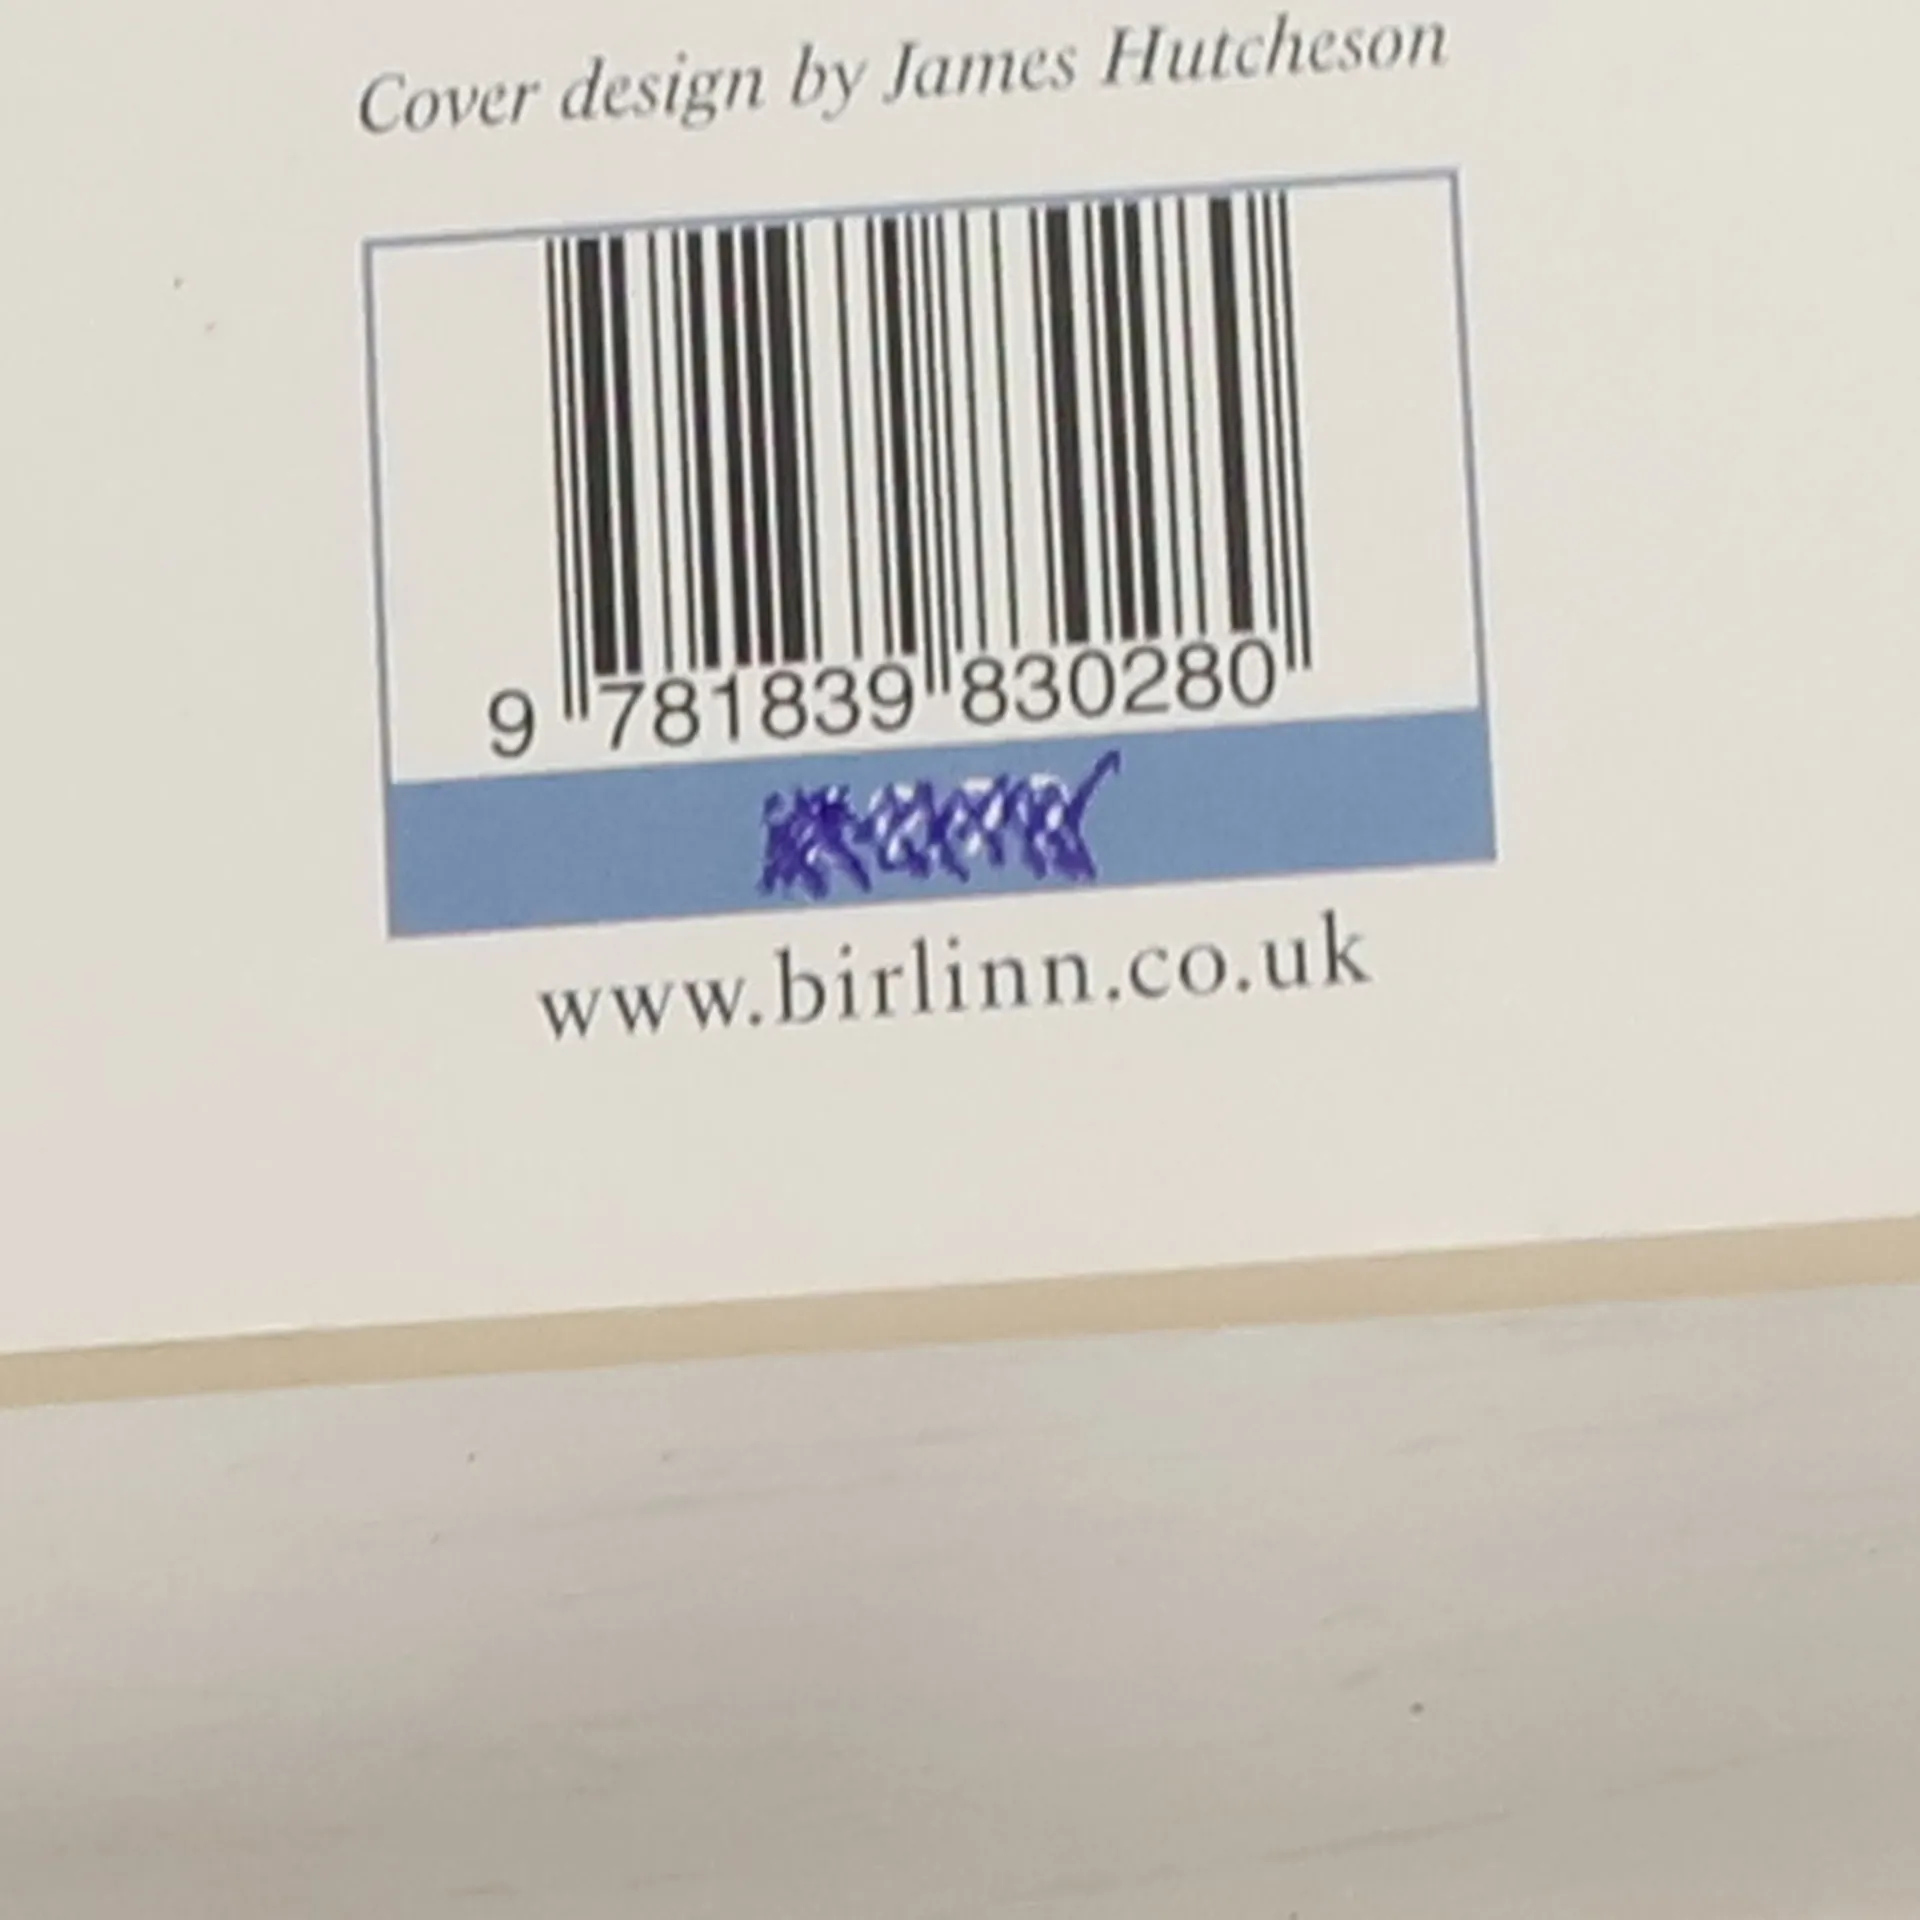 Cover design by James Hutcheson
9 781839 830280
www.birlinn.co.uk